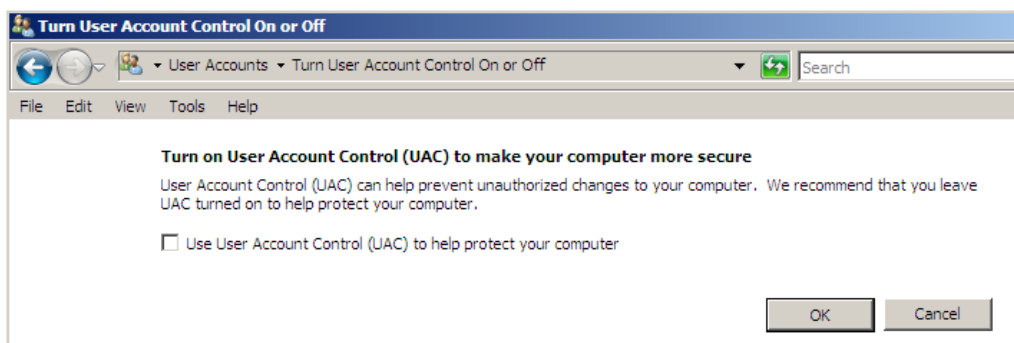 Turn User Account Control On or Off
User Accounts Turn User Account Control On or Off
Search
File Edit View Tools Help
Turn on User Account Control (UAC) to make your computer more secure
User Account Control (UAC) can help prevent unauthorized changes to your computer. We recommend that you leave
UAC turned on to help protect your computer.
Use User Account Control (UAC) to help protect your computer
OK Cancel